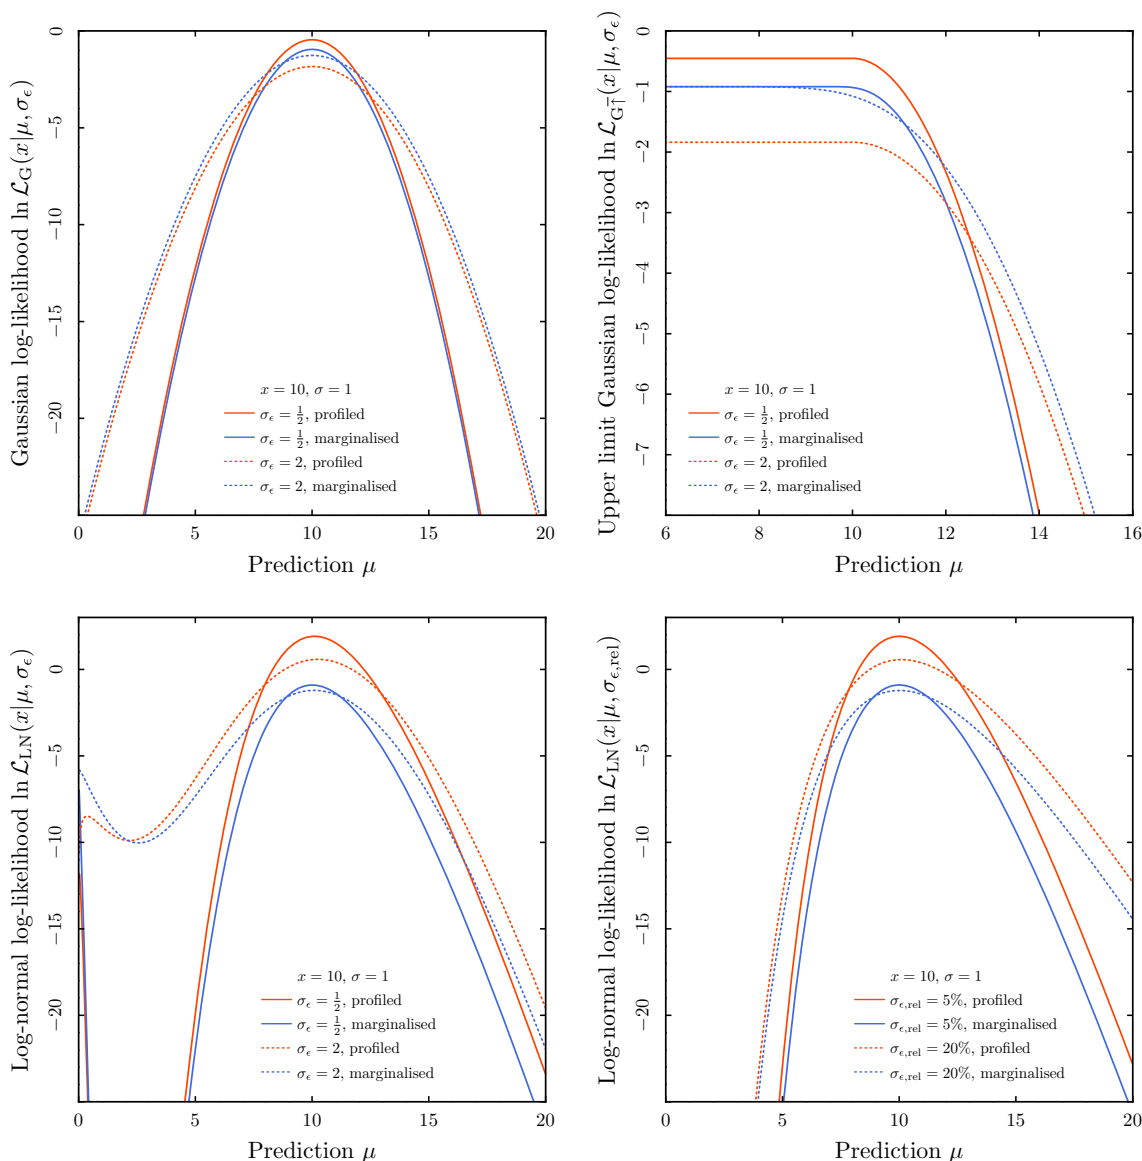 Gaussian log-likelihood ln ℒ_G(x|μ, σ_ϵ)
0
−5
−10
−15
−20
x = 10, σ = 1
σ_ϵ = 1/2, profiled
σ_ϵ = 1/2, marginalised
σ_ϵ = 2, profiled
σ_ϵ = 2, marginalised
0 5 10 15 20
Prediction μ
Upper limit Gaussian log-likelihood ln ℒ_G↑̅(x|μ, σ_ϵ)
0
−1
−2
−3
−4
−5
−6
−7
x = 10, σ = 1
σ_ϵ = 1/2, profiled
σ_ϵ = 1/2, marginalised
σ_ϵ = 2, profiled
σ_ϵ = 2, marginalised
6 8 10 12 14 16
Prediction μ
Log-normal log-likelihood ln ℒ_LN(x|μ, σ_ϵ)
0
−5
−10
−15
−20
x = 10, σ = 1
σ_ϵ = 1/2, profiled
σ_ϵ = 1/2, marginalised
σ_ϵ = 2, profiled
σ_ϵ = 2, marginalised
0 5 10 15 20
Prediction μ
Log-normal log-likelihood ln ℒ_LN(x|μ, σ_ϵ,rel)
0
−5
−10
−15
−20
x = 10, σ = 1
σ_ϵ,rel = 5%, profiled
σ_ϵ,rel = 5%, marginalised
σ_ϵ,rel = 20%, profiled
σ_ϵ,rel = 20%, marginalised
0 5 10 15 20
Prediction μ